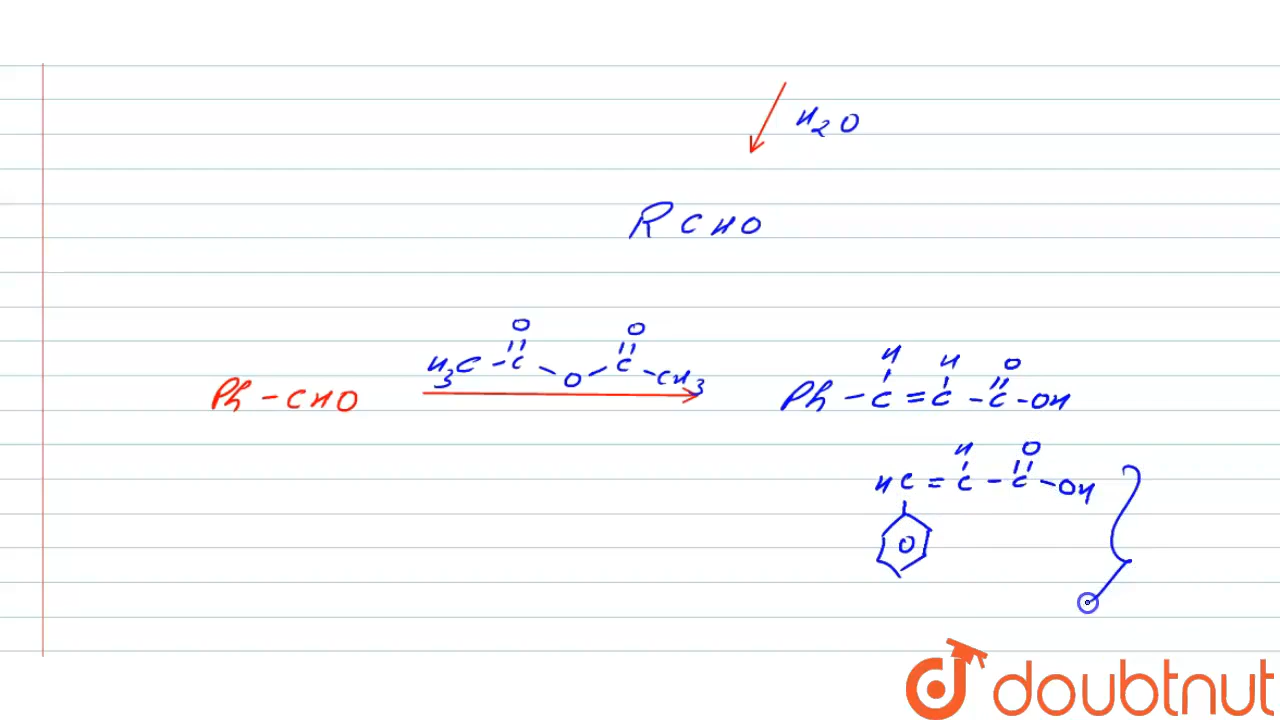 H2O
RCHO
O O
H3C - C - O - C - CH3
Ph - CHO
H H O
Ph - C = C - C - OH
H O
HC = C - C - OH
doubtnut